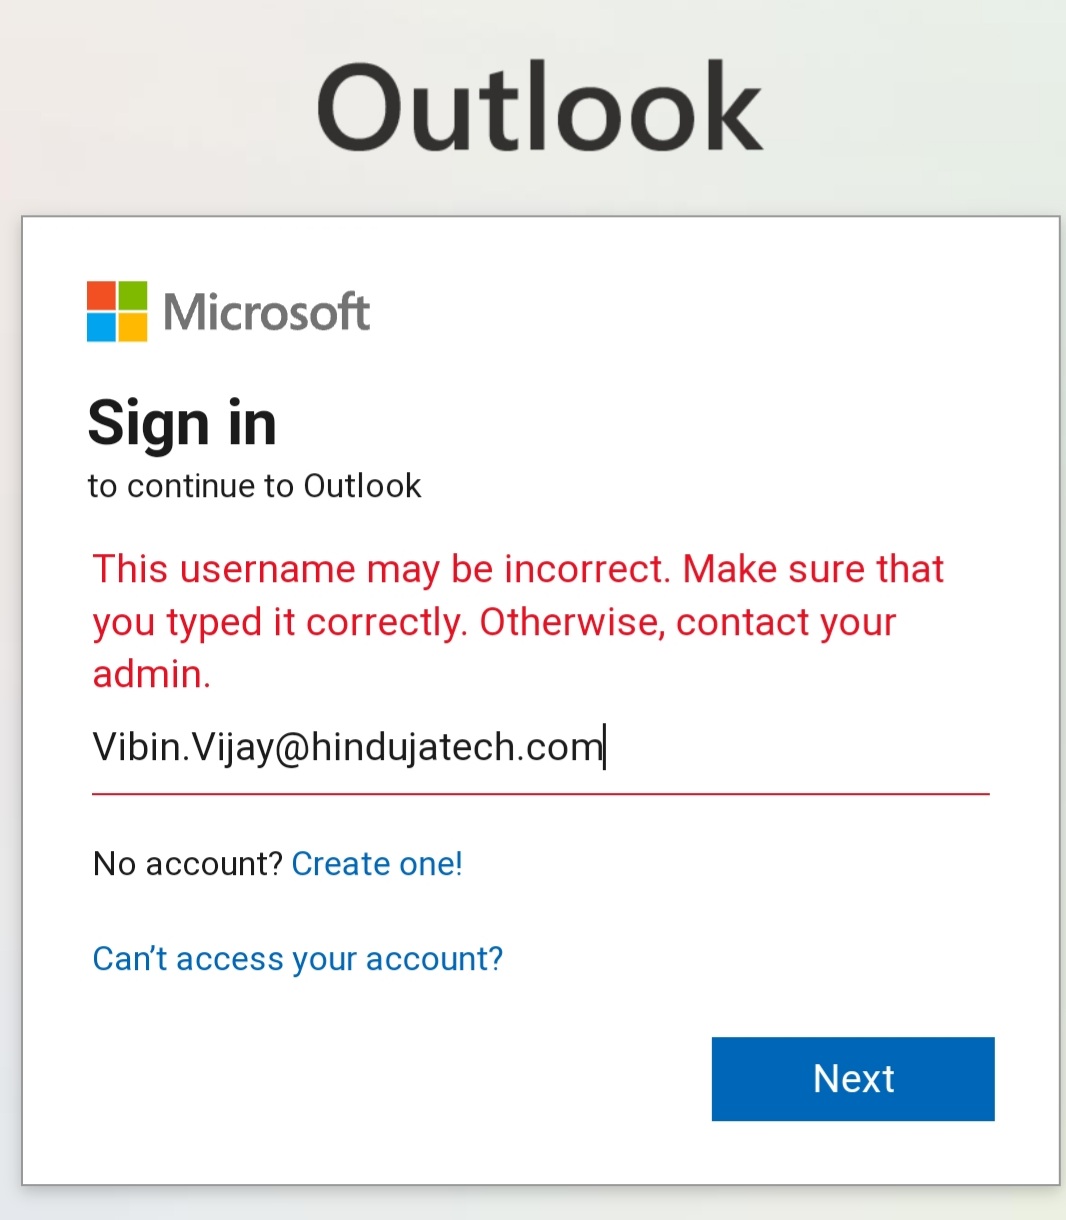 Outlook
Microsoft
Sign in
to continue to Outlook
This username may be incorrect. Make sure that
you typed it correctly. Otherwise, contact your
admin.
Vibin.Vijay@hindujatech.com
No account? Create one!
Can’t access your account?
Next